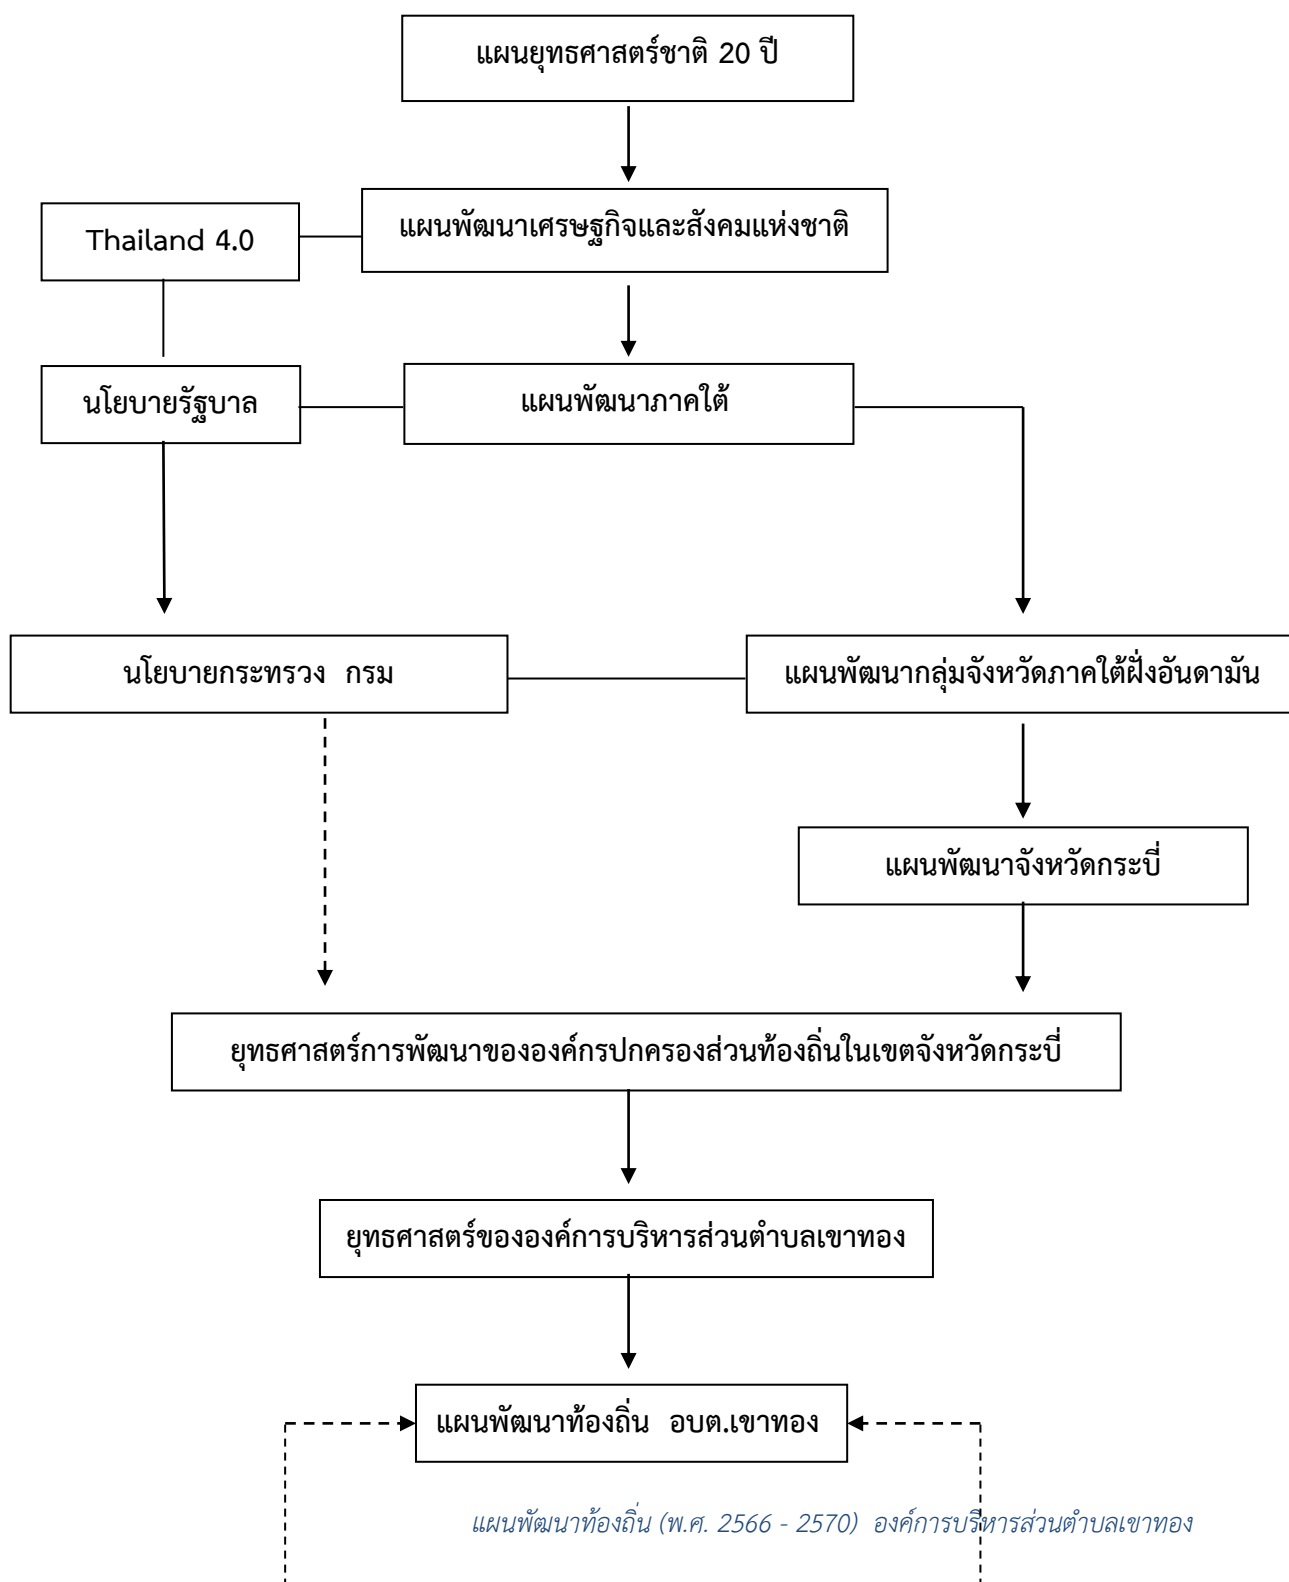 แผนยุทธศาสตร์ชาติ 20 ปี
แผนพัฒนาเศรษฐกิจและสังคมแห่งชาติ
Thailand 4.0
นโยบายรัฐบาล
แผนพัฒนาภาคใต้
นโยบายกระทรวง กรม
แผนพัฒนากลุ่มจังหวัดภาคใต้ฝั่งอันดามัน
แผนพัฒนาจังหวัดกระบี่
ยุทธศาสตร์การพัฒนาขององค์กรปกครองส่วนท้องถิ่นในเขตจังหวัดกระบี่
ยุทธศาสตร์ขององค์การบริหารส่วนตำบลเขาทอง
แผนพัฒนาท้องถิ่น อบต.เขาทอง
แผนพัฒนาท้องถิ่น (พ.ศ. 2566 - 2570) องค์การบริหารส่วนตำบลเขาทอง